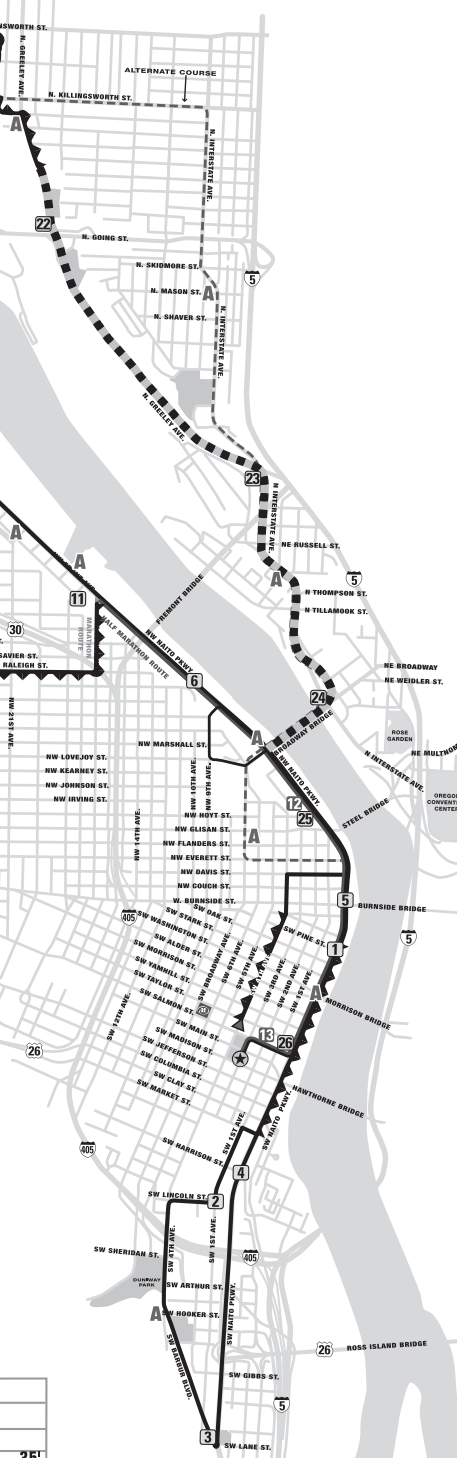 NSWORTH ST.
N. GREELEY AVE.
ALTERNATE COURSE
N. KILLINGSWORTH ST.
A
N. INTERSTATE AVE.
22
N. GOING ST.
N. SKIDMORE ST.
5
N. MASON ST.
A
N. SHAVER ST.
N. INTERSTATE AVE.
N. GREELEY AVE.
23
N INTERSTATE AVE.
A
NE RUSSELL ST.
A
A
5
N THOMPSON ST.
11
FREMONT BRIDGE
N TILLAMOOK ST.
30
MARATHON ROUTE
HALF MARATHON ROUTE
NW NAITO PKWY
SAVIER ST.
RALEIGH ST.
NE BROADWAY
6
NE WEIDLER ST.
24
NW 21ST AVE.
BROADWAY BRIDGE
ROSE GARDEN
NW MARSHALL ST.
A
NE MULTNOM
NW LOVEJOY ST.
NW KEARNEY ST.
NW JOHNSON ST.
NW IRVING ST.
NW 10TH AVE.
NW 9TH AVE.
NW NAITO PKWY.
N INTERSTATE AVE.
OREGO
CONVENTI
CENTER
12
25
STEEL BRIDGE
NW 14TH AVE.
NW HOYT ST.
NW GLISAN ST.
A
NW FLANDERS ST.
NW EVERETT ST.
NW DAVIS ST.
NW COUCH ST.
5
BURNSIDE BRIDGE
W. BURNSIDE ST.
405
SW OAK ST.
SW STARK ST.
SW WASHINGTON ST.
SW PINE ST.
5
SW ALDER ST.
SW MORRISON ST.
1
SW YAMHILL ST.
SW TAYLOR ST.
SW SALMON ST.
SW BROADWAY AVE.
SW 6TH AVE.
SW 5TH AVE.
SW 3RD AVE.
SW 2ND AVE.
SW 1ST AVE.
A
MORRISON BRIDGE
SW 12TH AVE.
SW MAIN ST.
SW MADISON ST.
13
26
26
SW JEFFERSON ST.
SW COLUMBIA ST.
SW CLAY ST.
SW MARKET ST.
HAWTHORNE BRIDGE
SW NAITO PKWY.
SW 1ST AVE.
405
SW HARRISON ST.
4
SW LINCOLN ST.
2
SW 4TH AVE.
SW 1ST AVE.
SW SHERIDAN ST.
405
DUNIWAY PARK
SW ARTHUR ST.
A
SW HOOKER ST.
SW NAITO PKWY.
26
ROSS ISLAND BRIDGE
SW BARBUR BLVD.
SW GIBBS ST.
5
3
SW LANE ST.
35'